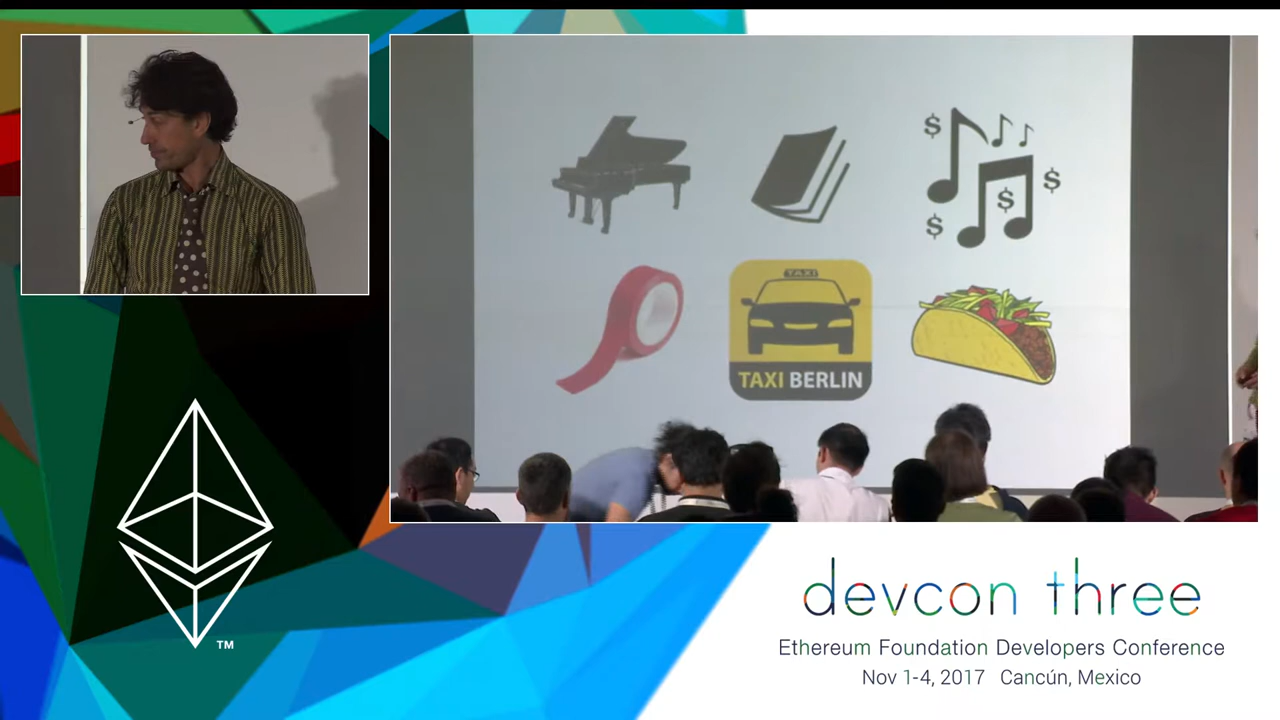 $
$
$
$
TAXI
TAXI BERLIN
TM
devcon three
Ethereum Foundation Developers Conference
Nov 1-4, 2017 Cancún, Mexico